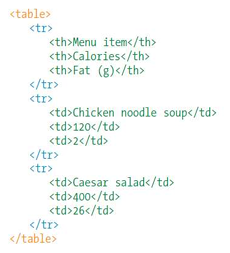 <table>
<tr>
<th>Menu item</th>
<th>Calories</th>
<th>Fat (g)</th>
</tr>
<tr>
<td>Chicken noodle soup</td>
<td>120</td>
<td>2</td>
</tr>
<tr>
<td>Caesar salad</td>
<td>400</td>
<td>26</td>
</tr>
</table>